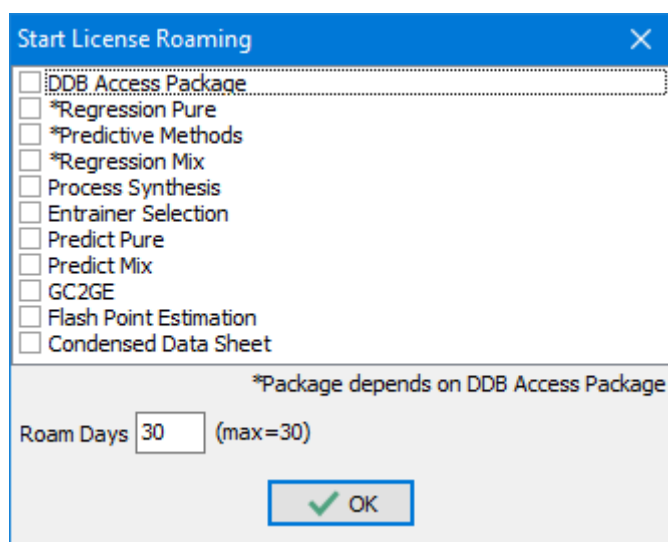 Start License Roaming
DDB Access Package
*Regression Pure
*Predictive Methods
*Regression Mix
Process Synthesis
Entrainer Selection
Predict Pure
Predict Mix
GC2GE
Flash Point Estimation
Condensed Data Sheet
*Package depends on DDB Access Package
Roam Days 30 (max=30)
OK